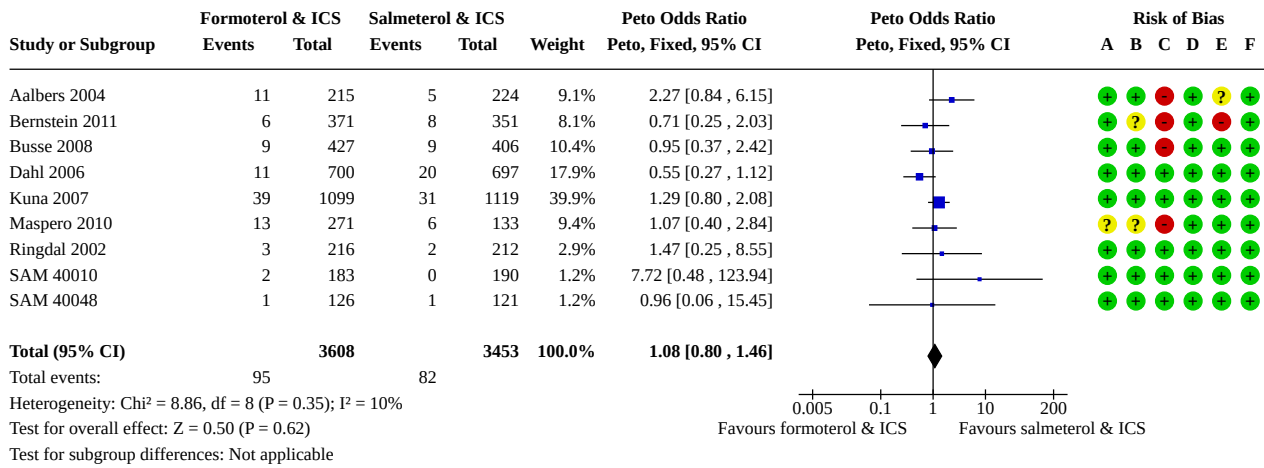 Formoterol & ICS Salmeterol & ICS Peto Odds Ratio Peto Odds Ratio Risk of Bias
Study or Subgroup Events Total Events Total Weight Peto, Fixed, 95% CI Peto, Fixed, 95% CI A B C D E F
Aalbers 2004 11 215 5 224 9.1% 2.27 [0.84 , 6.15] + + - + ? +
Bernstein 2011 6 371 8 351 8.1% 0.71 [0.25 , 2.03] + ? - + - +
Busse 2008 9 427 9 406 10.4% 0.95 [0.37 , 2.42] + + - + + +
Dahl 2006 11 700 20 697 17.9% 0.55 [0.27 , 1.12] + + + + + +
Kuna 2007 39 1099 31 1119 39.9% 1.29 [0.80 , 2.08] + + + + + +
Maspero 2010 13 271 6 133 9.4% 1.07 [0.40 , 2.84] ? ? - + + +
Ringdal 2002 3 216 2 212 2.9% 1.47 [0.25 , 8.55] + + + + + +
SAM 40010 2 183 0 190 1.2% 7.72 [0.48 , 123.94] + + + + + +
SAM 40048 1 126 1 121 1.2% 0.96 [0.06 , 15.45] + + + + + +
Total (95% CI) 3608 3453 100.0% 1.08 [0.80 , 1.46]
Total events: 95 82
Heterogeneity: Chi² = 8.86, df = 8 (P = 0.35); I² = 10%
0.005 0.1 1 10 200
Test for overall effect: Z = 0.50 (P = 0.62)
Favours formoterol & ICS Favours salmeterol & ICS
Test for subgroup differences: Not applicable